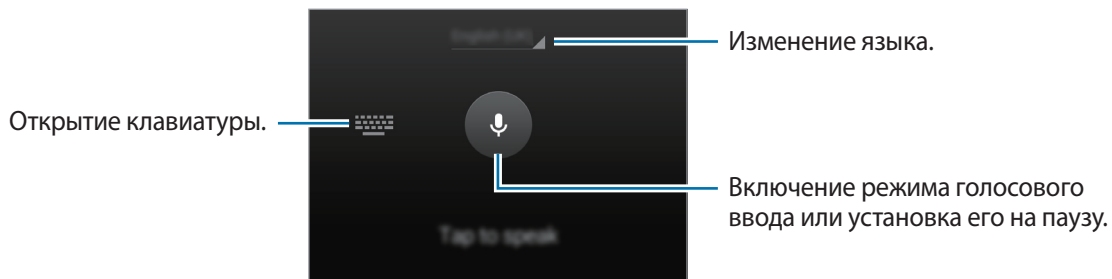 English (UK)
Изменение языка.
Открытие клавиатуры.
Включение режима голосового
ввода или установка его на паузу.
Tap to speak